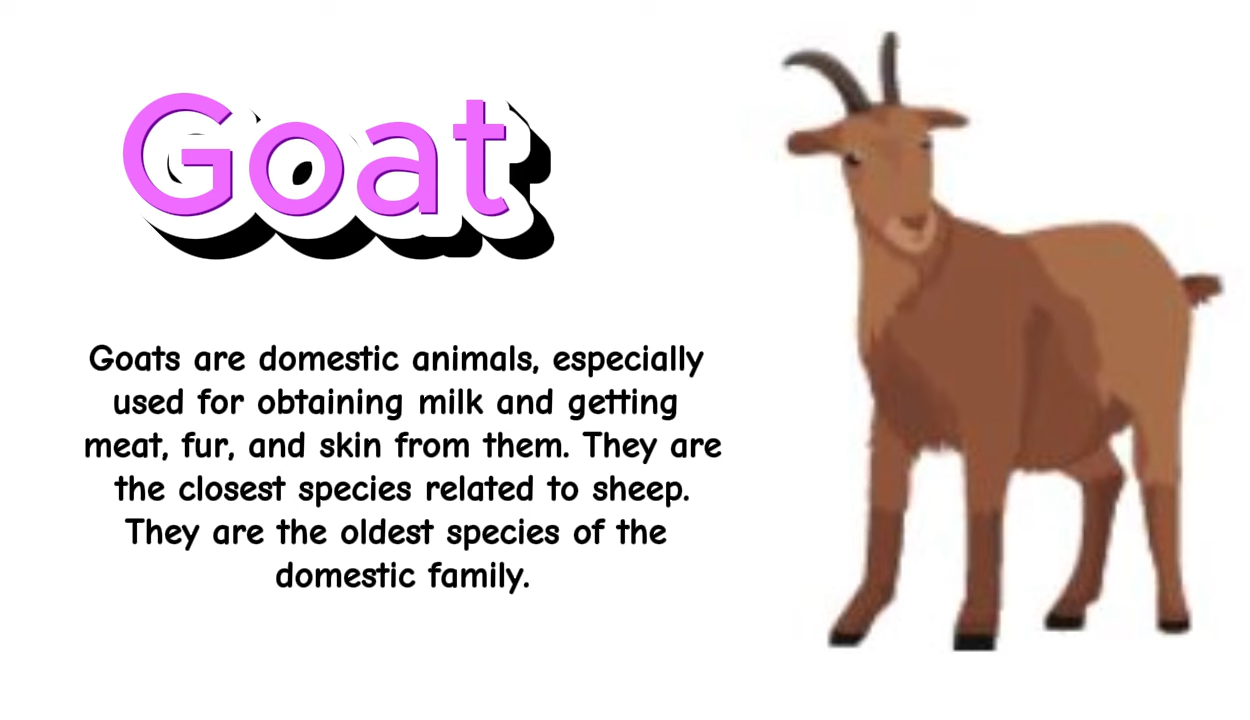 Goat
Goats are domestic animals, especially
used for obtaining milk and getting
meat, fur, and skin from them. They are
the closest species related to sheep.
They are the oldest species of the
domestic family.